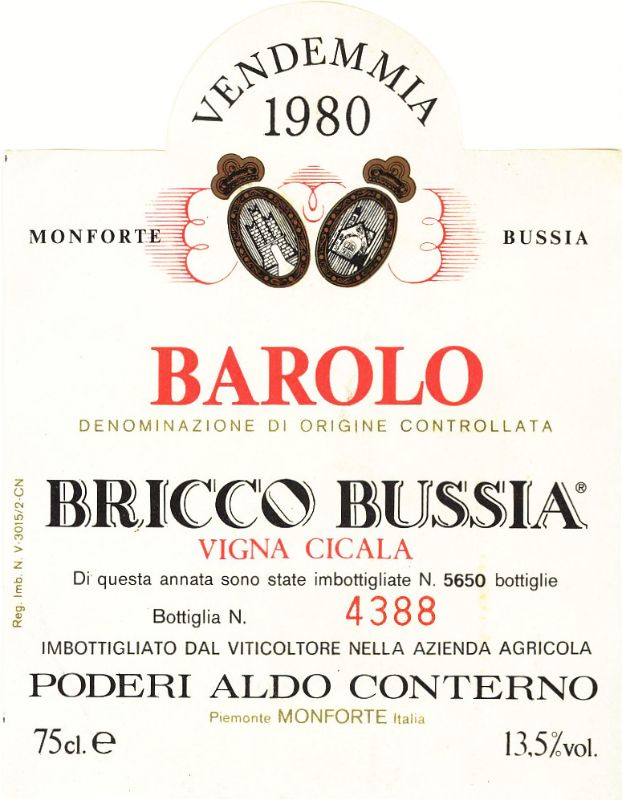 VENDEMMIA
1980
MONFORTE
BUSSIA
BAROLO
DENOMINAZIONE DI ORIGINE CONTROLLATA
BRICCO BUSSIA®
VIGNA CICALA
Di questa annata sono state imbottigliate N. 5650 bottiglie
Bottiglia N. 4388
IMBOTTIGLIATO DAL VITICOLTORE NELLA AZIENDA AGRICOLA
PODERI ALDO CONTERNO
Piemonte MONFORTE Italia
75cl. e
13,5%vol.
Reg. Imb. N. V-3015/2-CN